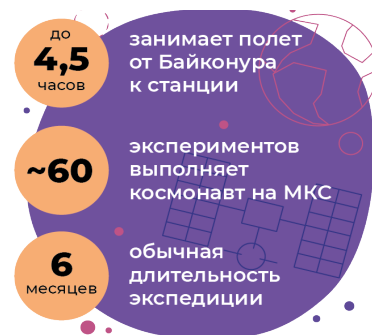 до
4,5
часов
занимает полет
от Байконура
к станции
~60
экспериментов
выполняет
космонавт на МКС
6
месяцев
обычная
длительность
экспедиции